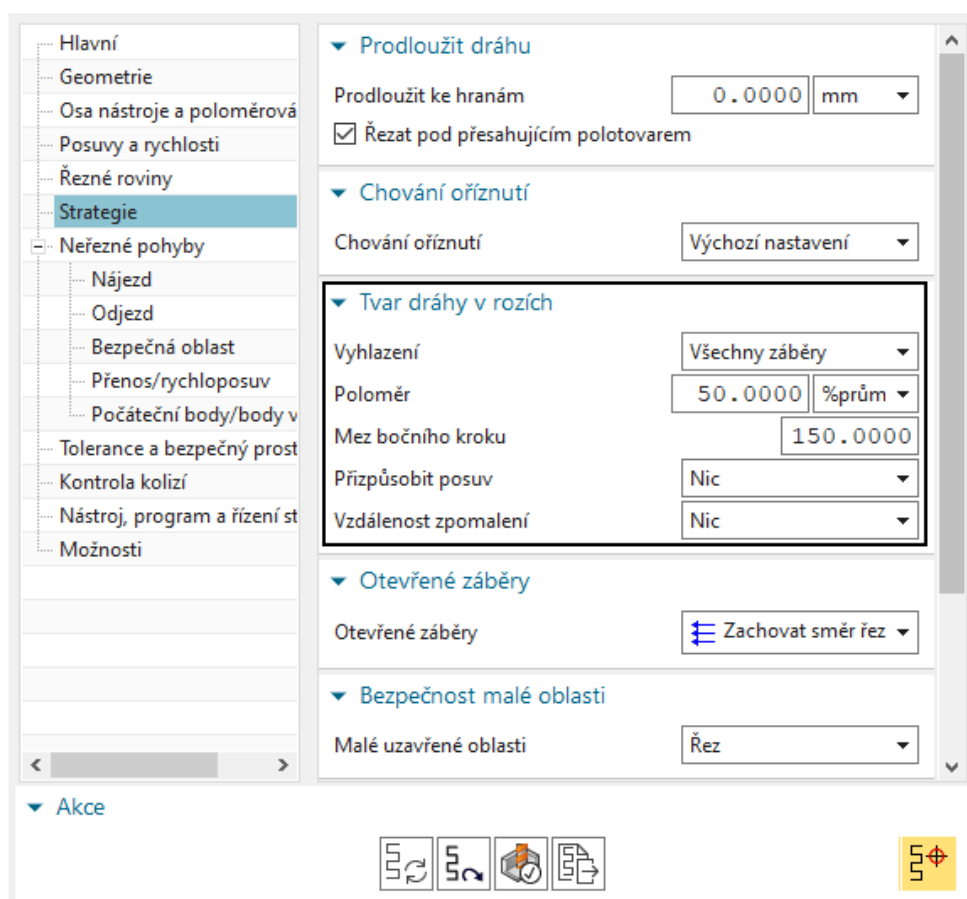 Hlavní
Geometrie
Osa nástroje a poloměrová
Posuvy a rychlosti
Řezné roviny
Strategie
Neřezné pohyby
Nájezd
Odjezd
Bezpečná oblast
Přenos/rychloposuv
Počáteční body/body v
Tolerance a bezpečný prost
Kontrola kolizí
Nástroj, program a řízení st
Možnosti
Prodloužit dráhu
Prodloužit ke hranám 0.0000 mm
Řezat pod přesahujícím polotovarem
Chování oříznutí
Chování oříznutí Výchozí nastavení
Tvar dráhy v rozích
Vyhlazení Všechny záběry
Poloměr 50.0000 %prům
Mez bočního kroku 150.0000
Přizpůsobit posuv Nic
Vzdálenost zpomalení Nic
Otevřené záběry
Otevřené záběry Zachovat směr řez
Bezpečnost malé oblasti
Malé uzavřené oblasti Řez
Akce